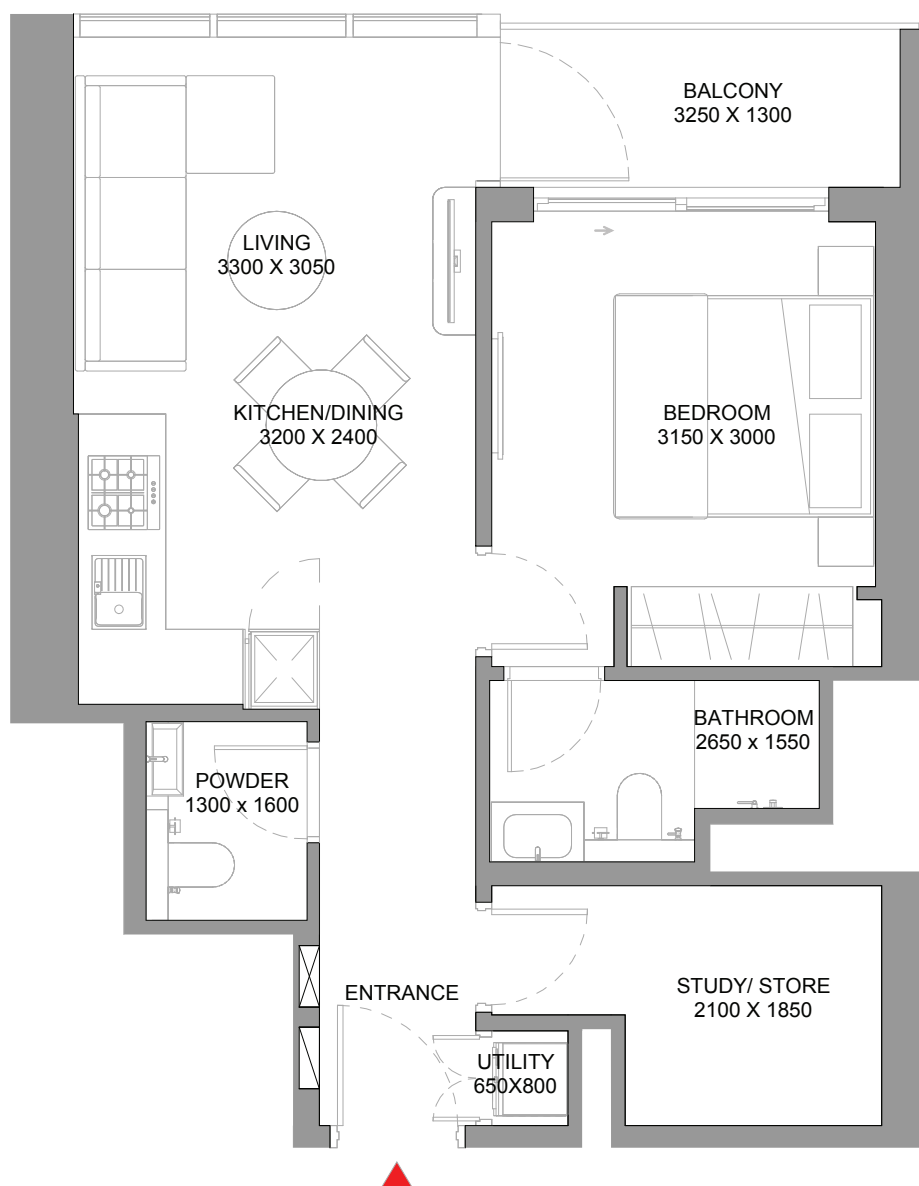 BALCONY
3250 X 1300
LIVING
3300 X 3050
KITCHEN/DINING
3200 X 2400
BEDROOM
3150 X 3000
BATHROOM
2650 x 1550
POWDER
1300 x 1600
ENTRANCE
STUDY/ STORE
2100 X 1850
UTILITY
650X800